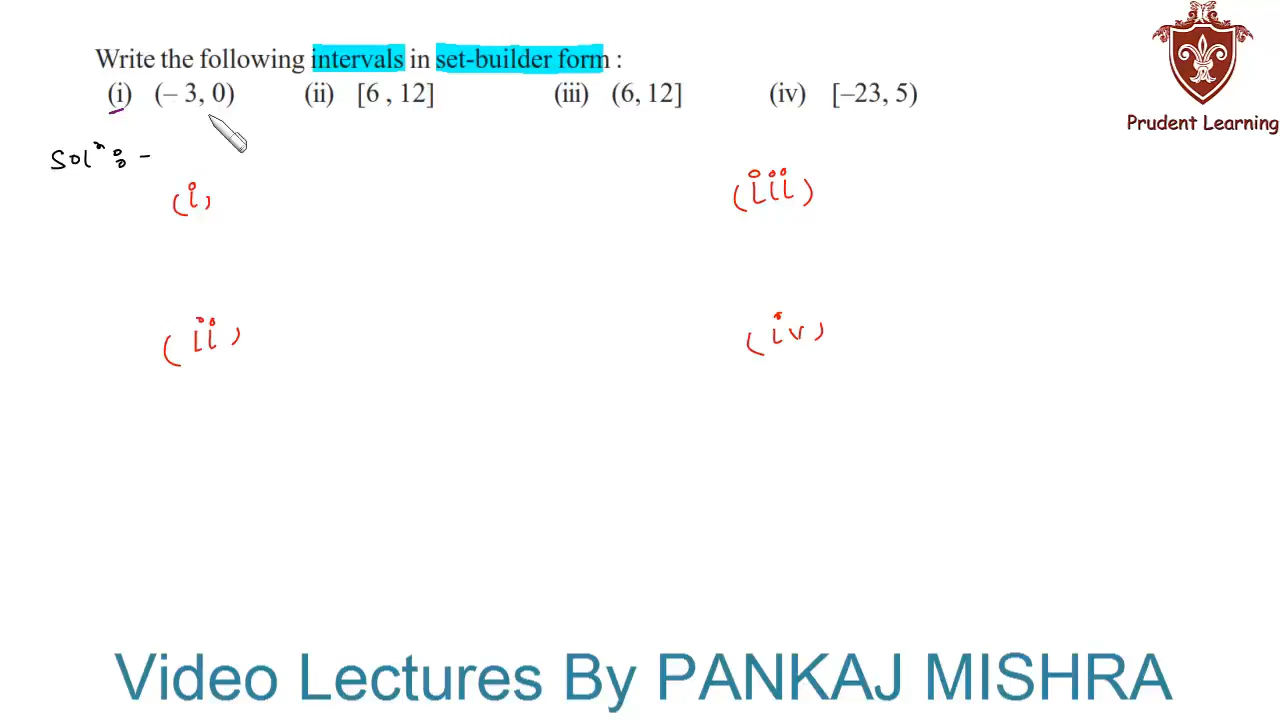 Write the following intervals in set-builder form :
(i) (– 3, 0) (ii) [6 , 12] (iii) (6, 12] (iv) [–23, 5)
Prudent Learning
Solⁿ :-
(i) (iii)
(ii) (iv)
Video Lectures By PANKAJ MISHRA